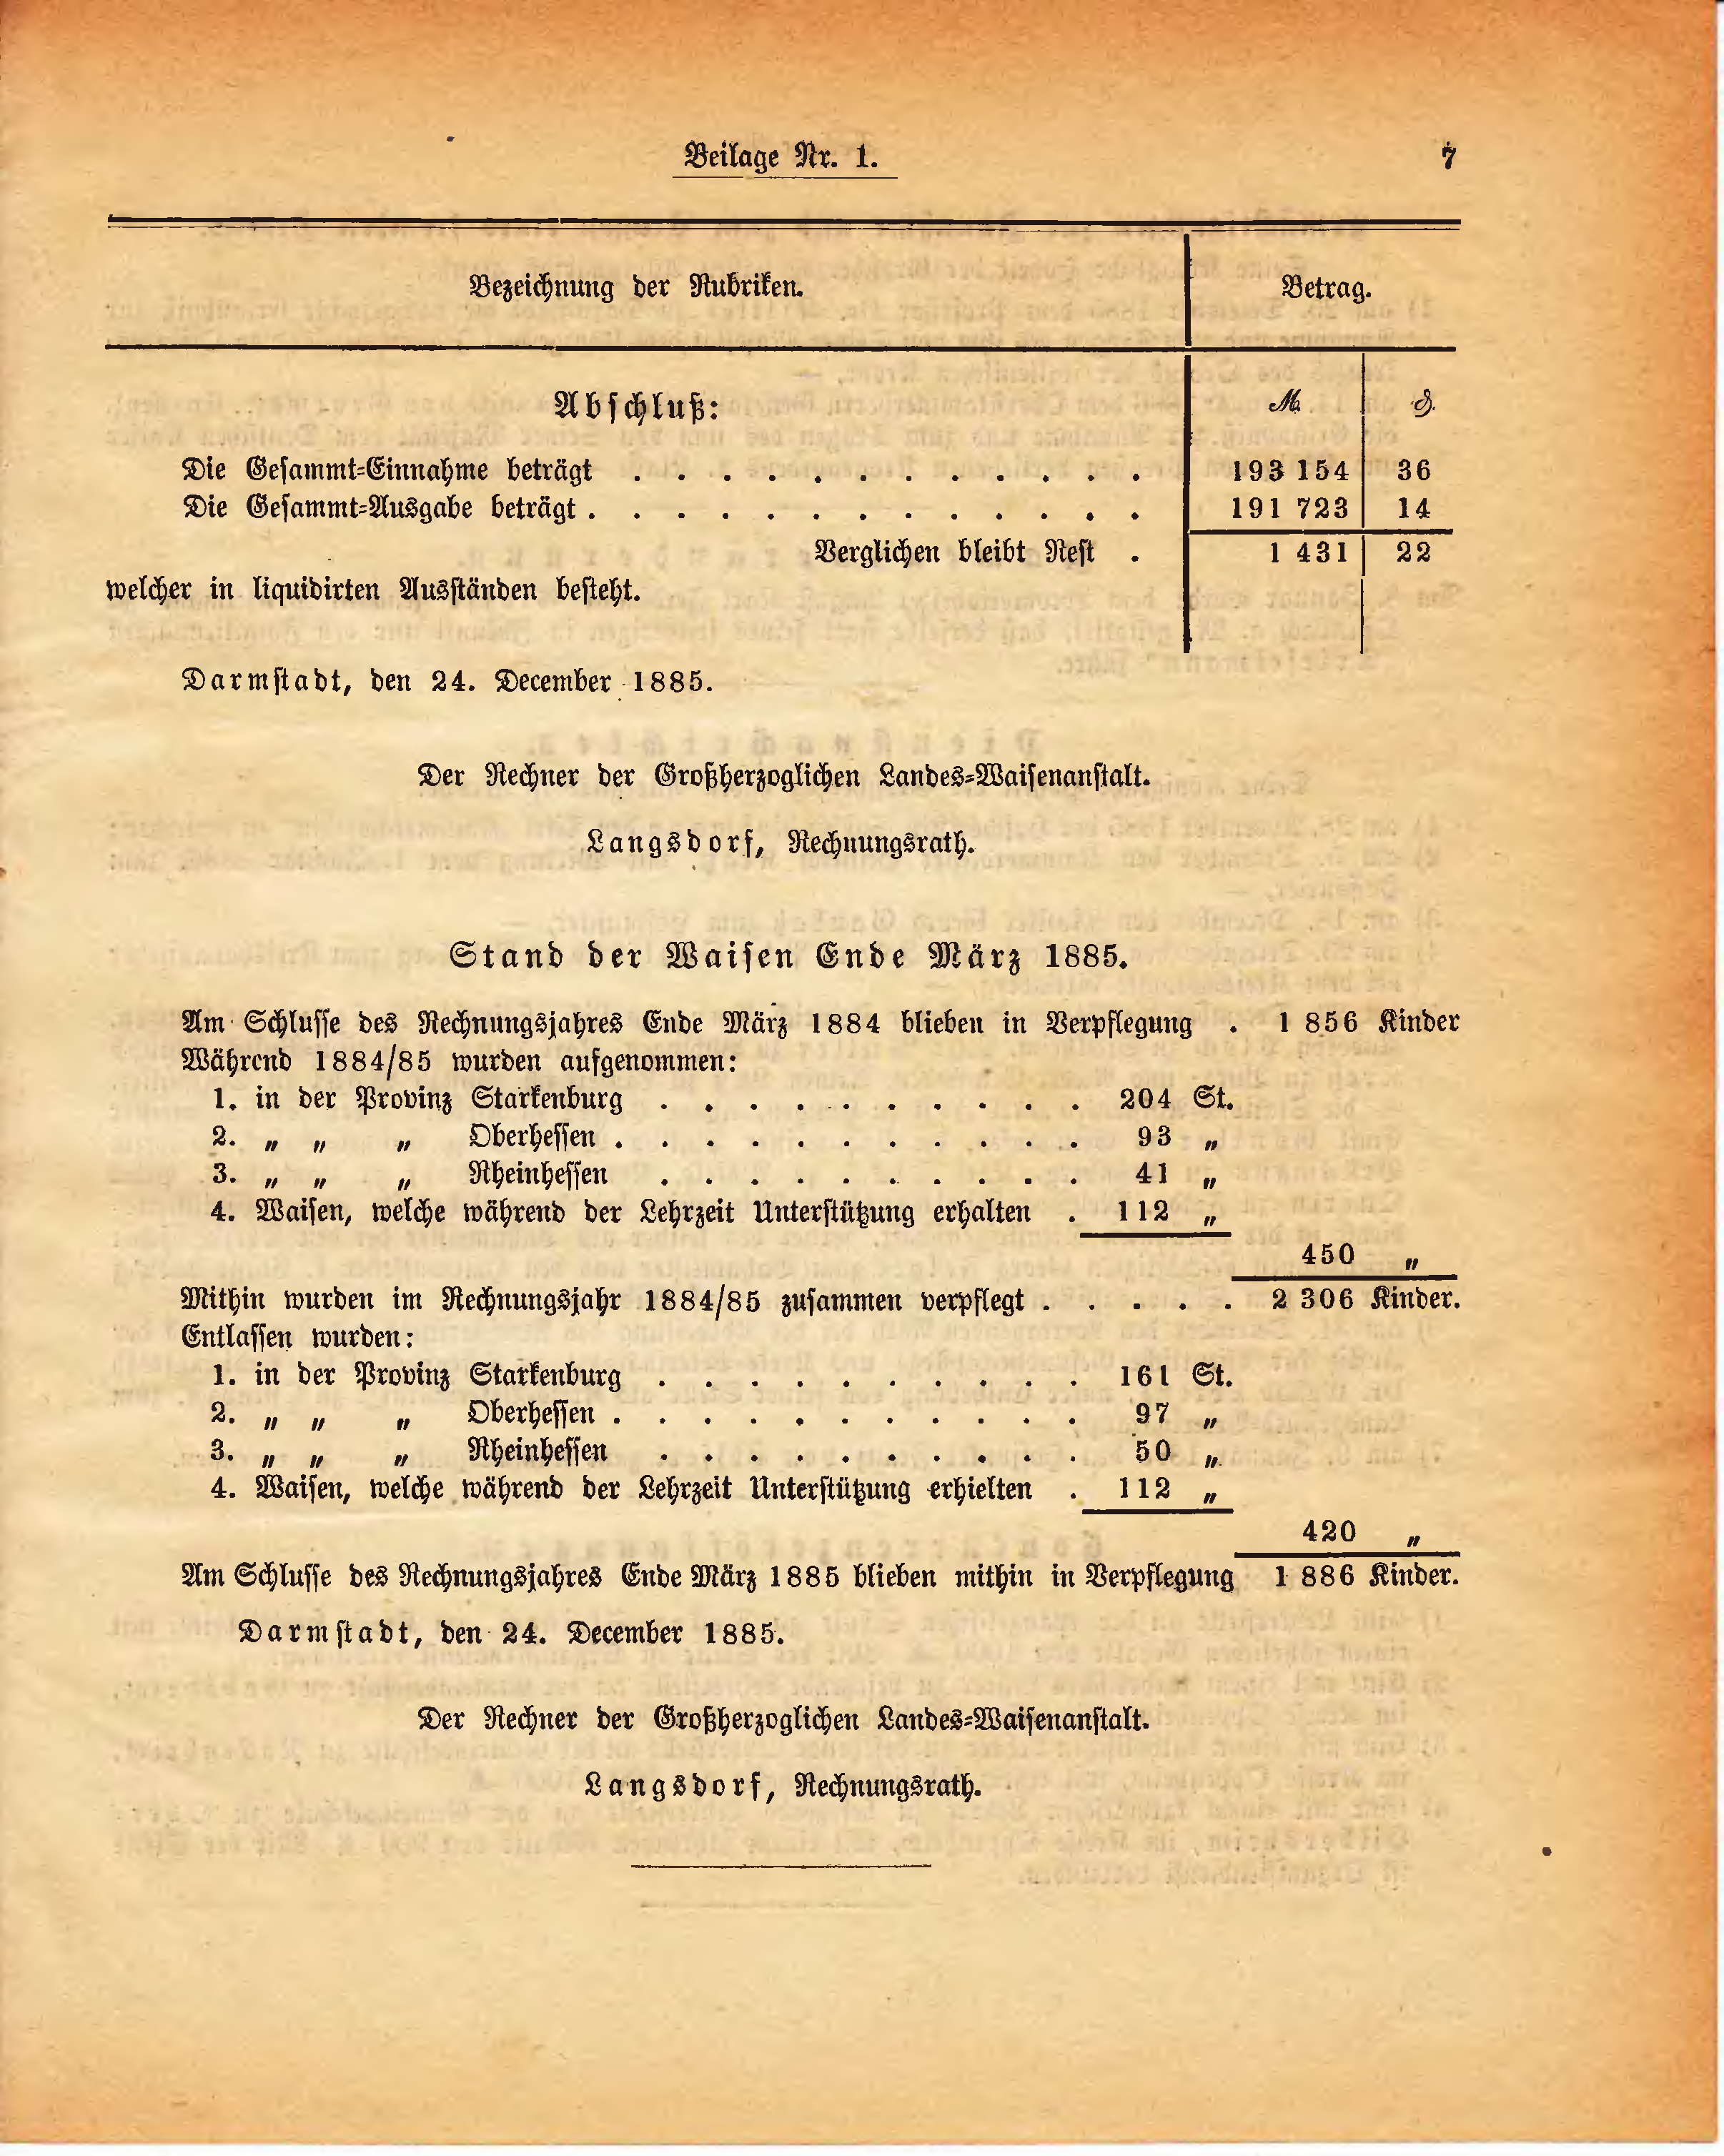 Beilage Nr. 1. 7
Bezeichnung der Rubriken. Betrag.
Abschluß: ℳ ₰.
Die Gesammt-Einnahme beträgt . . . . . . . . . . . . 193 154 36
Die Gesammt-Ausgabe beträgt . . . . . . . . . . . . . 191 723 14
Verglichen bleibt Rest . 1 431 22
welcher in liquidirten Ausständen besteht.
Darmstadt, den 24. December 1885.
Der Rechner der Großherzoglichen Landes-Waisenanstalt.
Langsdorf, Rechnungsrath.
Stand der Waisen Ende März 1885.
Am Schlusse des Rechnungsjahres Ende März 1884 blieben in Verpflegung . 1 856 Kinder
Während 1884/85 wurden aufgenommen:
1. in der Provinz Starkenburg . . . . . . . . . . 204 St.
2. „ „ „ Oberhessen . . . . . . . . . . . 93 „
3. „ „ „ Rheinhessen . . . . . . . . . . 41 „
4. Waisen, welche während der Lehrzeit Unterstützung erhalten . 112 „
450 „
Mithin wurden im Rechnungsjahr 1884/85 zusammen verpflegt . . . . . 2 306 Kinder.
Entlassen wurden:
1. in der Provinz Starkenburg . . . . . . . . . . 161 St.
2. „ „ „ Oberhessen . . . . . . . . . . . 97 „
3. „ „ „ Rheinhessen . . . . . . . . . . 50 „
4. Waisen, welche während der Lehrzeit Unterstützung erhielten . 112 „
420 „
Am Schlusse des Rechnungsjahres Ende März 1885 blieben mithin in Verpflegung 1 886 Kinder.
Darmstadt, den 24. December 1885.
Der Rechner der Großherzoglichen Landes-Waisenanstalt.
Langsdorf, Rechnungsrath.